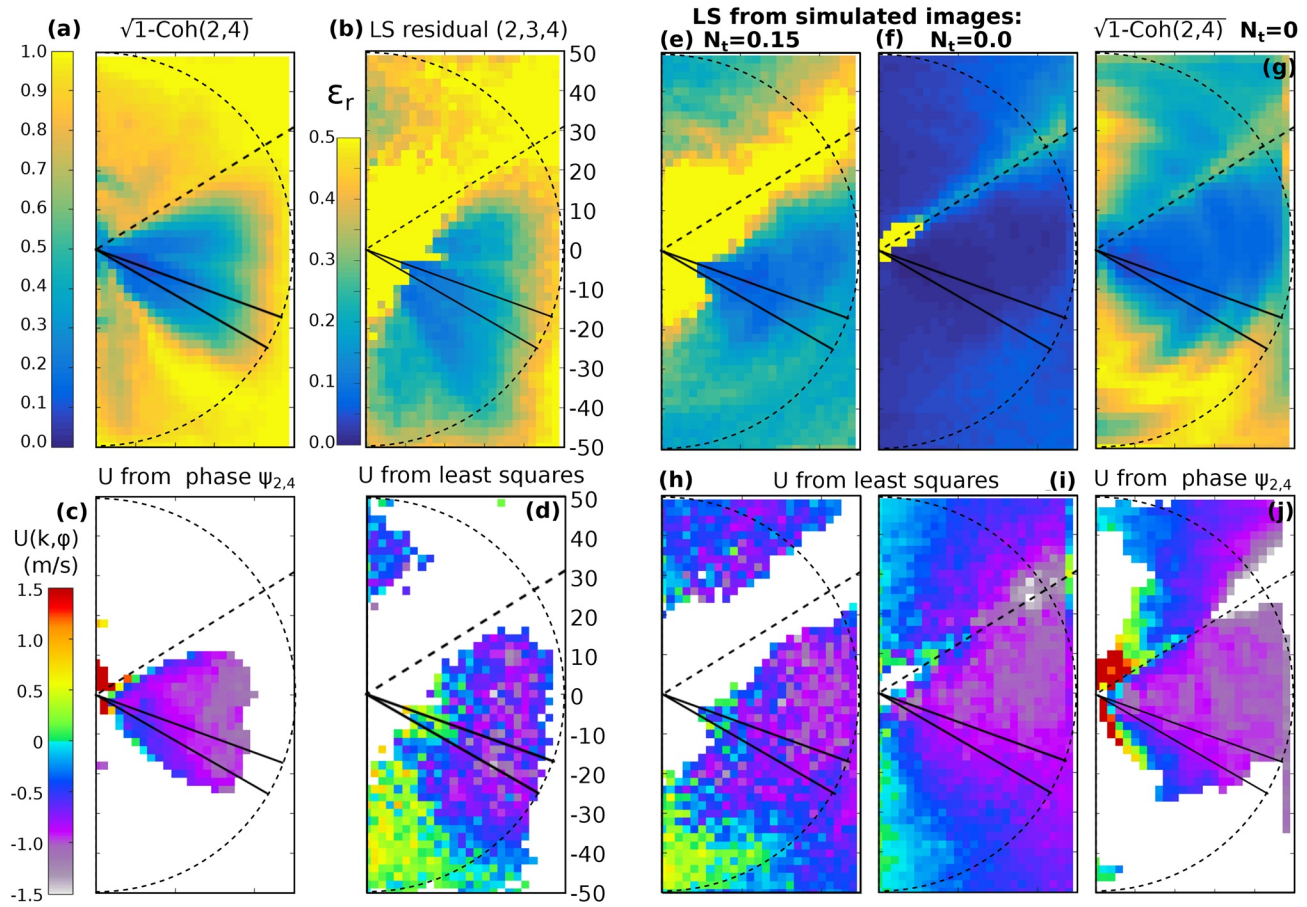 LS from simulated images:
(a) √1-Coh(2,4)
(b) LS residual (2,3,4)
(e) Nt=0.15
(f) Nt=0.0
√1-Coh(2,4) Nt=0
(g)
1.0
0.9
0.8
0.7
0.6
0.5
0.4
0.3
0.2
0.1
0.0
εr
0.5
0.4
0.3
0.2
0.1
0.0
50
40
30
20
10
0
-10
-20
-30
-40
-50
U from phase ψ2,4
U from least squares
(h) U from least squares (i)
U from phase ψ2,4
(c)
(d)
(j)
U(k,φ)
(m/s)
1.5
1.0
0.5
0
-0.5
-1.0
-1.5
50
40
30
20
10
0
-10
-20
-30
-40
-50